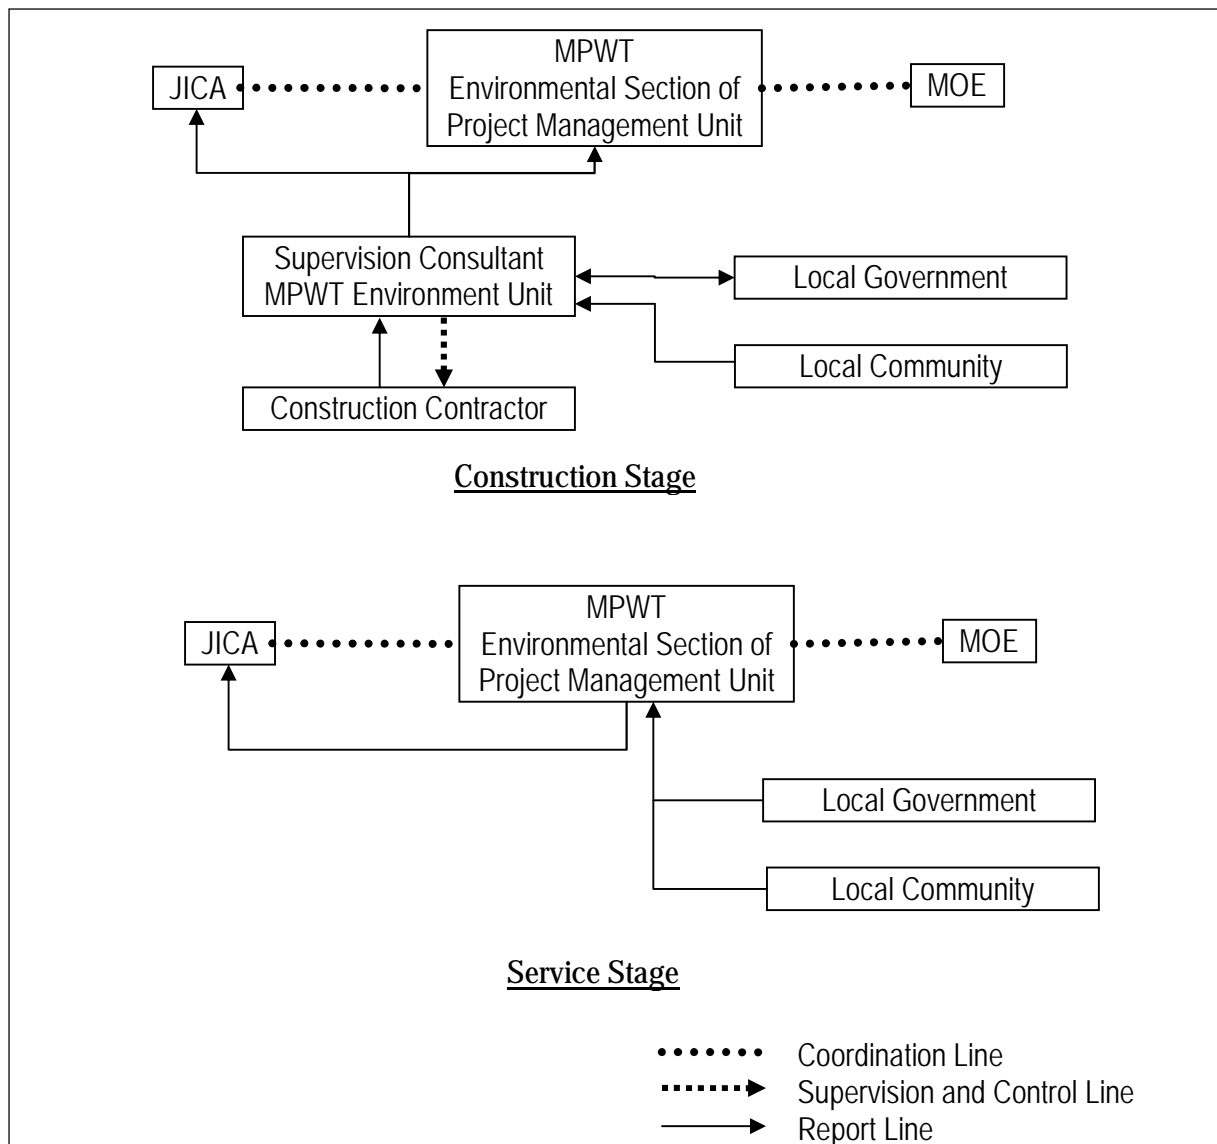 MPWT
Environmental Section of
Project Management Unit
JICA
MOE
Supervision Consultant
MPWT Environment Unit
Local Government
Local Community
Construction Contractor
Construction Stage
MPWT
Environmental Section of
Project Management Unit
JICA
MOE
Local Government
Local Community
Service Stage
Coordination Line
Supervision and Control Line
Report Line